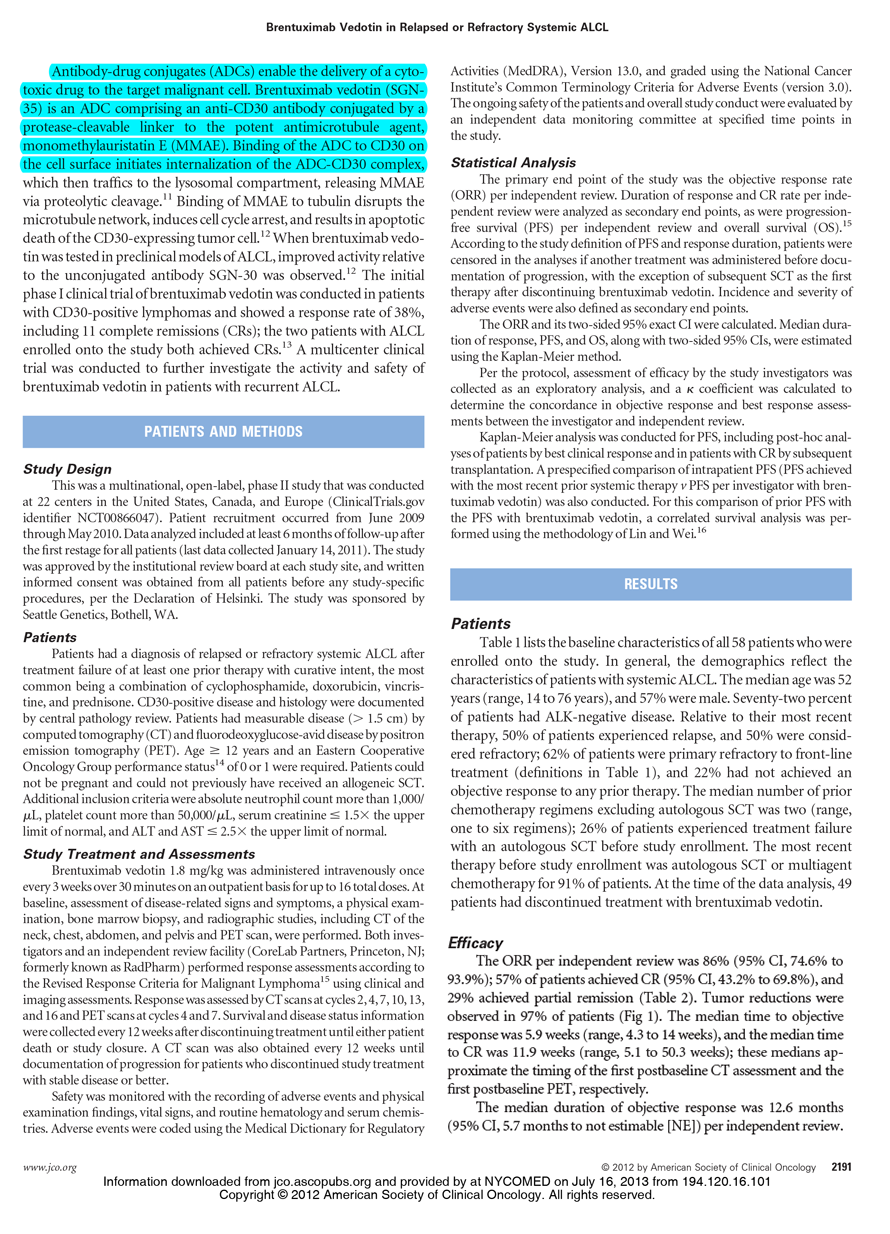 Brentuximab Vedotin in Relapsed or Refractory Systemic ALCL
Antibody-drug conjugates (ADCs) enable the delivery of a cyto-
toxic drug to the target malignant cell. Brentuximab vedotin (SGN-
35) is an ADC comprising an anti-CD30 antibody conjugated by a
protease-cleavable linker to the potent antimicrotubule agent,
monomethylauristatin E (MMAE). Binding of the ADC to CD30 on
the cell surface initiates internalization of the ADC-CD30 complex,
which then traffics to the lysosomal compartment, releasing MMAE
via proteolytic cleavage.11 Binding of MMAE to tubulin disrupts the
microtubule network, induces cell cycle arrest, and results in apoptotic
death of the CD30-expressing tumor cell.12 When brentuximab vedo-
tin was tested in preclinical models of ALCL, improved activity relative
to the unconjugated antibody SGN-30 was observed.12 The initial
phase I clinical trial of brentuximab vedotin was conducted in patients
with CD30-positive lymphomas and showed a response rate of 38%,
including 11 complete remissions (CRs); the two patients with ALCL
enrolled onto the study both achieved CRs.13 A multicenter clinical
trial was conducted to further investigate the activity and safety of
brentuximab vedotin in patients with recurrent ALCL.
PATIENTS AND METHODS
Study Design
This was a multinational, open-label, phase II study that was conducted
at 22 centers in the United States, Canada, and Europe (ClinicalTrials.gov
identifier NCT00866047). Patient recruitment occurred from June 2009
through May 2010. Data analyzed included at least 6 months of follow-up after
the first restage for all patients (last data collected January 14, 2011). The study
was approved by the institutional review board at each study site, and written
informed consent was obtained from all patients before any study-specific
procedures, per the Declaration of Helsinki. The study was sponsored by
Seattle Genetics, Bothell, WA.
Patients
Patients had a diagnosis of relapsed or refractory systemic ALCL after
treatment failure of at least one prior therapy with curative intent, the most
common being a combination of cyclophosphamide, doxorubicin, vincris-
tine, and prednisone. CD30-positive disease and histology were documented
by central pathology review. Patients had measurable disease (> 1.5 cm) by
computed tomography (CT) and fluorodeoxyglucose-avid disease by positron
emission tomography (PET). Age ≥ 12 years and an Eastern Cooperative
Oncology Group performance status14 of 0 or 1 were required. Patients could
not be pregnant and could not previously have received an allogeneic SCT.
Additional inclusion criteria were absolute neutrophil count more than 1,000/
μL, platelet count more than 50,000/μL, serum creatinine ≤ 1.5× the upper
limit of normal, and ALT and AST ≤ 2.5× the upper limit of normal.
Study Treatment and Assessments
Brentuximab vedotin 1.8 mg/kg was administered intravenously once
every 3 weeks over 30 minutes on an outpatient basis for up to 16 total doses. At
baseline, assessment of disease-related signs and symptoms, a physical exam-
ination, bone marrow biopsy, and radiographic studies, including CT of the
neck, chest, abdomen, and pelvis and PET scan, were performed. Both inves-
tigators and an independent review facility (CoreLab Partners, Princeton, NJ;
formerly known as RadPharm) performed response assessments according to
the Revised Response Criteria for Malignant Lymphoma15 using clinical and
imaging assessments. Response was assessed by CT scans at cycles 2, 4, 7, 10, 13,
and 16 and PET scans at cycles 4 and 7. Survival and disease status information
were collected every 12 weeks after discontinuing treatment until either patient
death or study closure. A CT scan was also obtained every 12 weeks until
documentation of progression for patients who discontinued study treatment
with stable disease or better.
Safety was monitored with the recording of adverse events and physical
examination findings, vital signs, and routine hematology and serum chemis-
tries. Adverse events were coded using the Medical Dictionary for Regulatory
Activities (MedDRA), Version 13.0, and graded using the National Cancer
Institute's Common Terminology Criteria for Adverse Events (version 3.0).
The ongoing safety of the patients and overall study conduct were evaluated by
an independent data monitoring committee at specified time points in
the study.
Statistical Analysis
The primary end point of the study was the objective response rate
(ORR) per independent review. Duration of response and CR rate per inde-
pendent review were analyzed as secondary end points, as were progression-
free survival (PFS) per independent review and overall survival (OS).15
According to the study definition of PFS and response duration, patients were
censored in the analyses if another treatment was administered before docu-
mentation of progression, with the exception of subsequent SCT as the first
therapy after discontinuing brentuximab vedotin. Incidence and severity of
adverse events were also defined as secondary end points.
The ORR and its two-sided 95% exact CI were calculated. Median dura-
tion of response, PFS, and OS, along with two-sided 95% CIs, were estimated
using the Kaplan-Meier method.
Per the protocol, assessment of efficacy by the study investigators was
collected as an exploratory analysis, and a κ coefficient was calculated to
determine the concordance in objective response and best response assess-
ments between the investigator and independent review.
Kaplan-Meier analysis was conducted for PFS, including post-hoc anal-
yses of patients by best clinical response and in patients with CR by subsequent
transplantation. A prespecified comparison of intrapatient PFS (PFS achieved
with the most recent prior systemic therapy v PFS per investigator with bren-
tuximab vedotin) was also conducted. For this comparison of prior PFS with
the PFS with brentuximab vedotin, a correlated survival analysis was per-
formed using the methodology of Lin and Wei.16
RESULTS
Patients
Table 1 lists the baseline characteristics of all 58 patients who were
enrolled onto the study. In general, the demographics reflect the
characteristics of patients with systemic ALCL. The median age was 52
years (range, 14 to 76 years), and 57% were male. Seventy-two percent
of patients had ALK-negative disease. Relative to their most recent
therapy, 50% of patients experienced relapse, and 50% were consid-
ered refractory; 62% of patients were primary refractory to front-line
treatment (definitions in Table 1), and 22% had not achieved an
objective response to any prior therapy. The median number of prior
chemotherapy regimens excluding autologous SCT was two (range,
one to six regimens); 26% of patients experienced treatment failure
with an autologous SCT before study enrollment. The most recent
therapy before study enrollment was autologous SCT or multiagent
chemotherapy for 91% of patients. At the time of the data analysis, 49
patients had discontinued treatment with brentuximab vedotin.
Efficacy
The ORR per independent review was 86% (95% CI, 74.6% to
93.9%); 57% of patients achieved CR (95% CI, 43.2% to 69.8%), and
29% achieved partial remission (Table 2). Tumor reductions were
observed in 97% of patients (Fig 1). The median time to objective
response was 5.9 weeks (range, 4.3 to 14 weeks), and the median time
to CR was 11.9 weeks (range, 5.1 to 50.3 weeks); these medians ap-
proximate the timing of the first postbaseline CT assessment and the
first postbaseline PET, respectively.
The median duration of objective response was 12.6 months
(95% CI, 5.7 months to not estimable [NE]) per independent review.
www.jco.org
© 2012 by American Society of Clinical Oncology 2191
Information downloaded from jco.ascopubs.org and provided by at NYCOMED on July 16, 2013 from 194.120.16.101
Copyright © 2012 American Society of Clinical Oncology. All rights reserved.